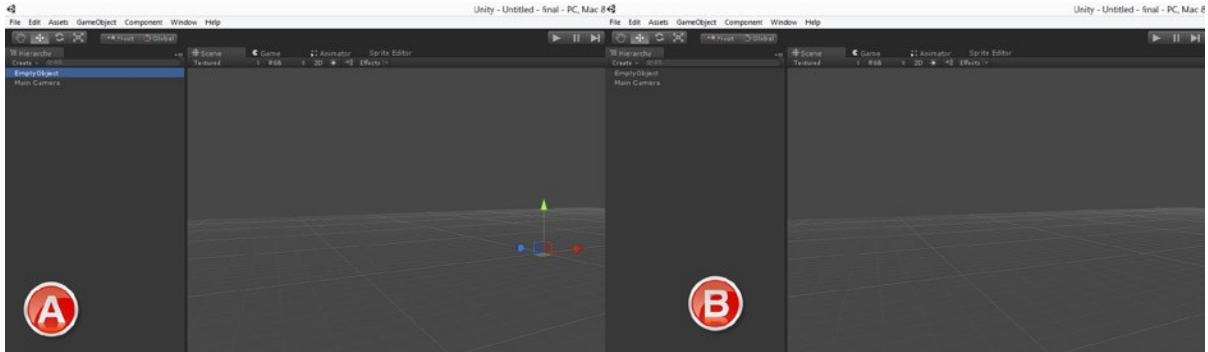 Unity - Untitled - final - PC, Mac &
File Edit Assets GameObject Component Window Help
Pivot Global
Hierarchy
Scene Game Animator Sprite Editor
Create
Textured RGB 2D Effects
EmptyObject
Main Camera
A
Unity - Untitled - final - PC, Mac 8
File Edit Assets GameObject Component Window Help
Pivot Global
Hierarchy
Scene Game Animator Sprite Editor
Create
Textured RGB 2D Effects
EmptyObject
Main Camera
B